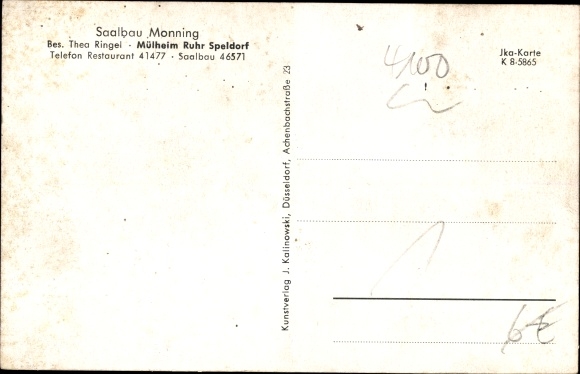 Saalbau Monning
Bes. Thea Ringel · Mülheim Ruhr Speldorf
Telefon Restaurant 41477 · Saalbau 46571
Kunstverlag J. Kalinowski, Düsseldorf, Achenbachstraße 23
Jka-Karte
K 8·5865
4100
6€